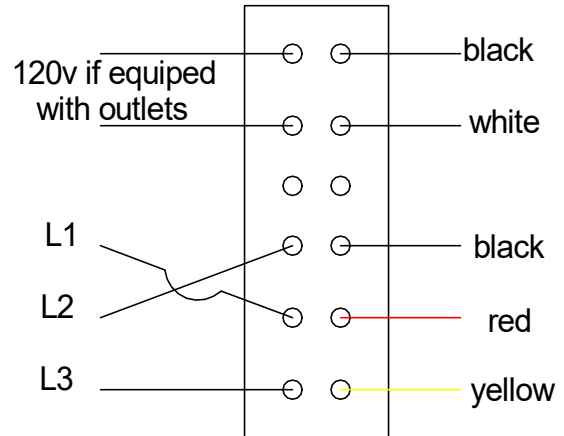 black
120v if equiped
with outlets
white
L1
black
L2
red
L3
yellow